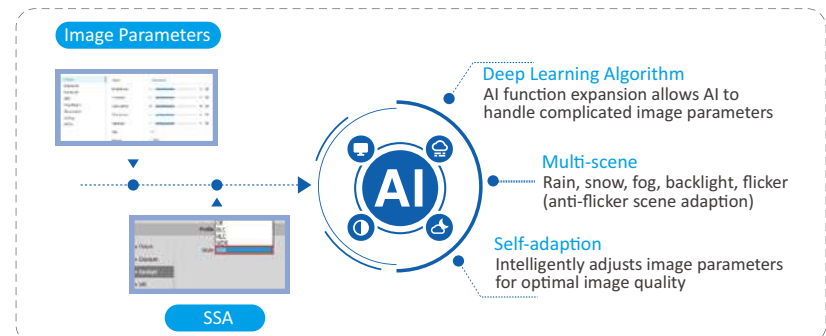 Image Parameters
Deep Learning Algorithm
AI function expansion allows AI to
handle complicated image parameters
AI
Multi-scene
Rain, snow, fog, backlight, flicker
(anti-flicker scene adaption)
Self-adaption
Intelligently adjusts image parameters
for optimal image quality
SSA